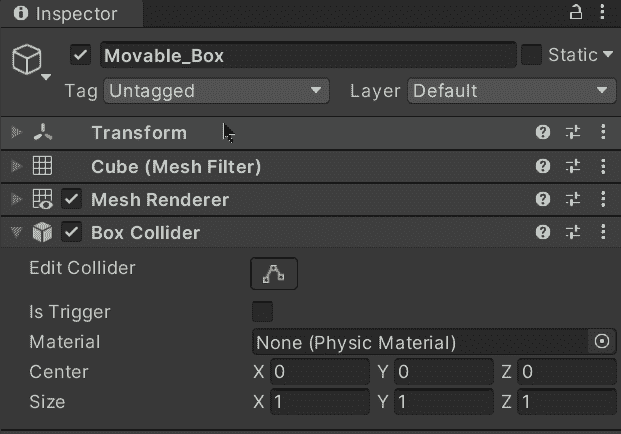 Inspector
Movable_Box Static
Tag Untagged Layer Default
Transform
Cube (Mesh Filter)
Mesh Renderer
Box Collider
Edit Collider
Is Trigger
Material None (Physic Material)
Center X 0 Y 0 Z 0
Size X 1 Y 1 Z 1